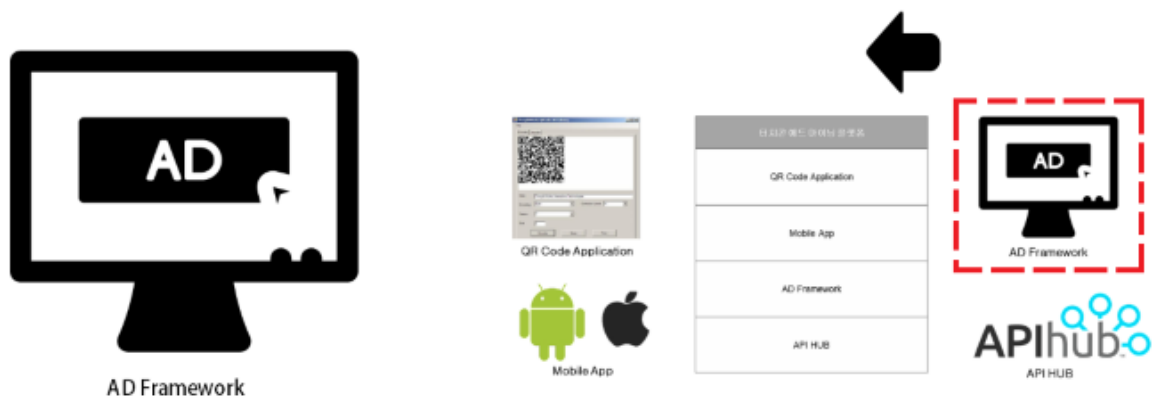 AD
AD Framework
QR Code Application
Mobile App
QR Code Application
Mobile App
AD Framework
API HUB
AD
AD Framework
APIhub
API HUB